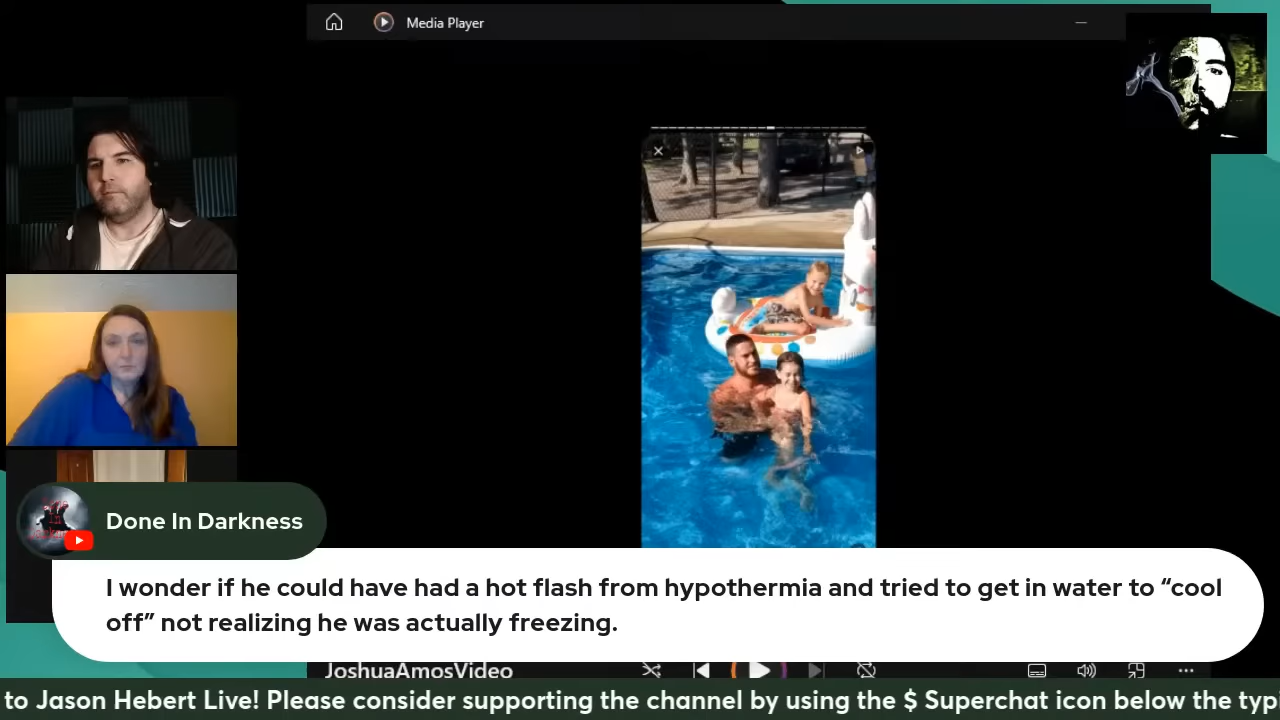 Media Player
Done In Darkness
I wonder if he could have had a hot flash from hypothermia and tried to get in water to “cool
off” not realizing he was actually freezing.
JoshuaAmosVideo
to Jason Hebert Live! Please consider supporting the channel by using the $ Superchat icon below the typi